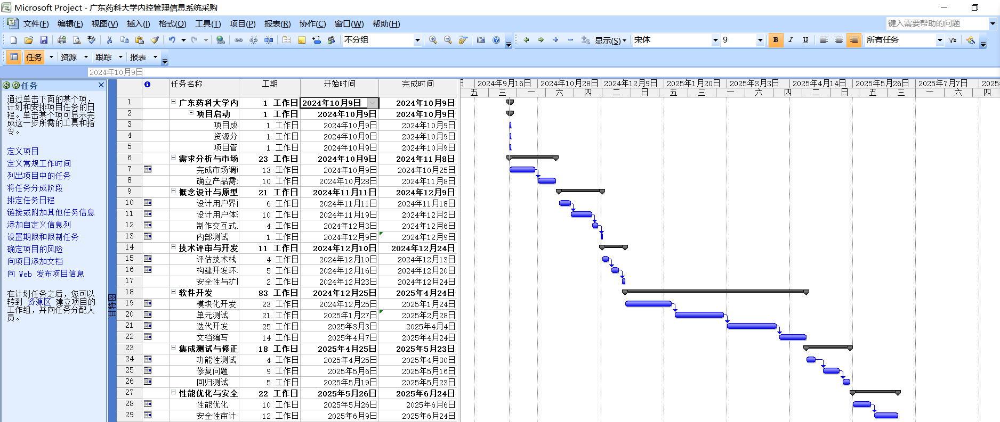 Microsoft Project - 广东药科大学内控管理信息系统采购
文件(F) 编辑(E) 视图(V) 插入(I) 格式(O) 工具(T) 项目(P) 报表(R) 协作(C) 窗口(W) 帮助(H) 键入需要帮助的问题
不分组 显示(S) 宋体 9 B I U 所有任务
任务 资源 跟踪 报表
2024年10月9日
任务
通过单击下面的某个项，
计划和安排项目任务的日
程。单击某个项可显示完
成这一步所需的工具和指
令。
定义项目
定义常规工作时间
列出项目中的任务
将任务分成阶段
排定任务日程
链接或附加其他任务信息
添加自定义信息列
设置期限和限制任务
确定项目的风险
向项目添加文档
向 Web 发布项目信息
在计划任务之后，您可以
转到 资源区 建立项目的
工作组，并向任务分配人
员。
甘特图
任务名称 工期 开始时间 完成时间
1 广东药科大学内 1 工作日 2024年10月9日 2024年10月9日
2 项目启动 1 工作日 2024年10月9日 2024年10月9日
3 项目成 1 工作日 2024年10月9日 2024年10月9日
4 资源分 1 工作日 2024年10月9日 2024年10月9日
5 项目管 1 工作日 2024年10月9日 2024年10月9日
6 需求分析与市场 23 工作日 2024年10月9日 2024年11月8日
7 完成市场调 13 工作日 2024年10月9日 2024年10月25日
8 确立产品需 10 工作日 2024年10月28日 2024年11月8日
9 概念设计与原型 21 工作日 2024年11月11日 2024年12月9日
10 设计用户界 6 工作日 2024年11月11日 2024年11月18日
11 设计用户体 10 工作日 2024年11月19日 2024年12月2日
12 制作交互式 4 工作日 2024年12月3日 2024年12月6日
13 内部测试 1 工作日 2024年12月9日 2024年12月9日
14 技术评审与开发 11 工作日 2024年12月10日 2024年12月24日
15 评估技术栈 4 工作日 2024年12月10日 2024年12月13日
16 构建开发环 5 工作日 2024年12月16日 2024年12月20日
17 安全性与扩 2 工作日 2024年12月23日 2024年12月24日
18 软件开发 83 工作日 2024年12月25日 2025年4月24日
19 模块化开发 23 工作日 2024年12月25日 2025年1月24日
20 单元测试 21 工作日 2025年1月27日 2025年2月28日
21 迭代开发 25 工作日 2025年3月3日 2025年4月4日
22 文档编写 14 工作日 2025年4月7日 2025年4月24日
23 集成测试与修正 18 工作日 2025年4月25日 2025年5月23日
24 功能性测试 4 工作日 2025年4月25日 2025年4月30日
25 修复问题 9 工作日 2025年5月6日 2025年5月16日
26 回归测试 5 工作日 2025年5月19日 2025年5月23日
27 性能优化与安全 22 工作日 2025年5月26日 2025年6月24日
28 性能优化 10 工作日 2025年5月26日 2025年6月6日
29 安全性审计 12 工作日 2025年6月9日 2025年6月24日
日 2024年9月16日 2024年10月28日 2024年12月9日 2025年1月20日 2025年3月3日 2025年4月14日 2025年5月26日 2025年7月7日 2025
五 三 一 六 四 二 日 五 三 一 六 四 二 日 五 三 一 六 四